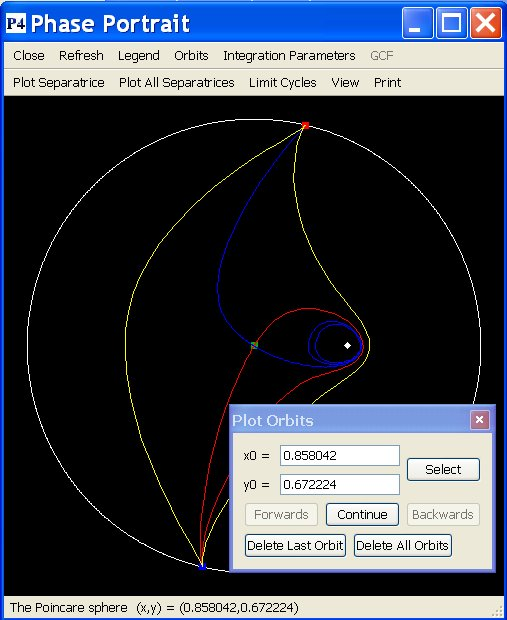 P4 Phase Portrait
Close Refresh Legend Orbits Integration Parameters GCF
Plot Separatrice Plot All Separatrices Limit Cycles View Print
Plot Orbits
x0 = 0.858042
Select
y0 = 0.672224
Forwards Continue Backwards
Delete Last Orbit Delete All Orbits
The Poincare sphere (x,y) = (0.858042,0.672224)